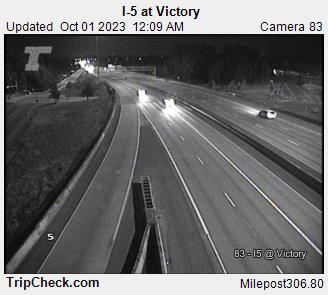 I-5 at Victory
Updated Oct 01 2023 12:09 AM Camera 83
S
83 - I5 @ Victory
TripCheck.com Milepost306.80